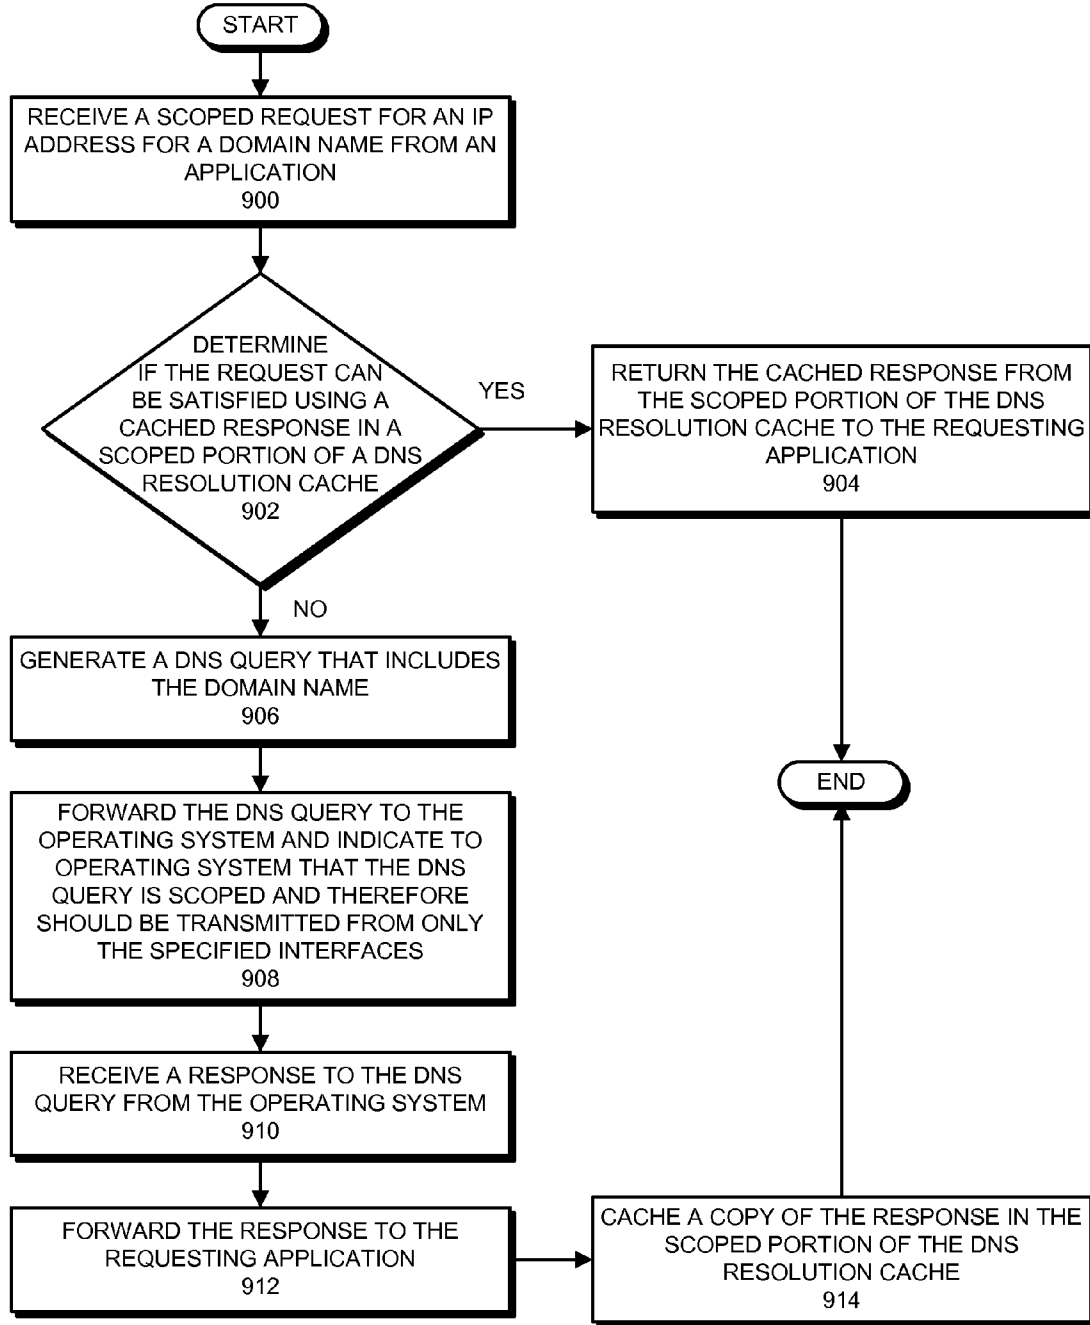 START
RECEIVE A SCOPED REQUEST FOR AN IP
ADDRESS FOR A DOMAIN NAME FROM AN
APPLICATION
900
DETERMINE
IF THE REQUEST CAN
BE SATISFIED USING A
CACHED RESPONSE IN A
SCOPED PORTION OF A DNS
RESOLUTION CACHE
902
YES
RETURN THE CACHED RESPONSE FROM
THE SCOPED PORTION OF THE DNS
RESOLUTION CACHE TO THE REQUESTING
APPLICATION
904
NO
GENERATE A DNS QUERY THAT INCLUDES
THE DOMAIN NAME
906
END
FORWARD THE DNS QUERY TO THE
OPERATING SYSTEM AND INDICATE TO
OPERATING SYSTEM THAT THE DNS
QUERY IS SCOPED AND THEREFORE
SHOULD BE TRANSMITTED FROM ONLY
THE SPECIFIED INTERFACES
908
RECEIVE A RESPONSE TO THE DNS
QUERY FROM THE OPERATING SYSTEM
910
FORWARD THE RESPONSE TO THE
REQUESTING APPLICATION
912
CACHE A COPY OF THE RESPONSE IN THE
SCOPED PORTION OF THE DNS
RESOLUTION CACHE
914